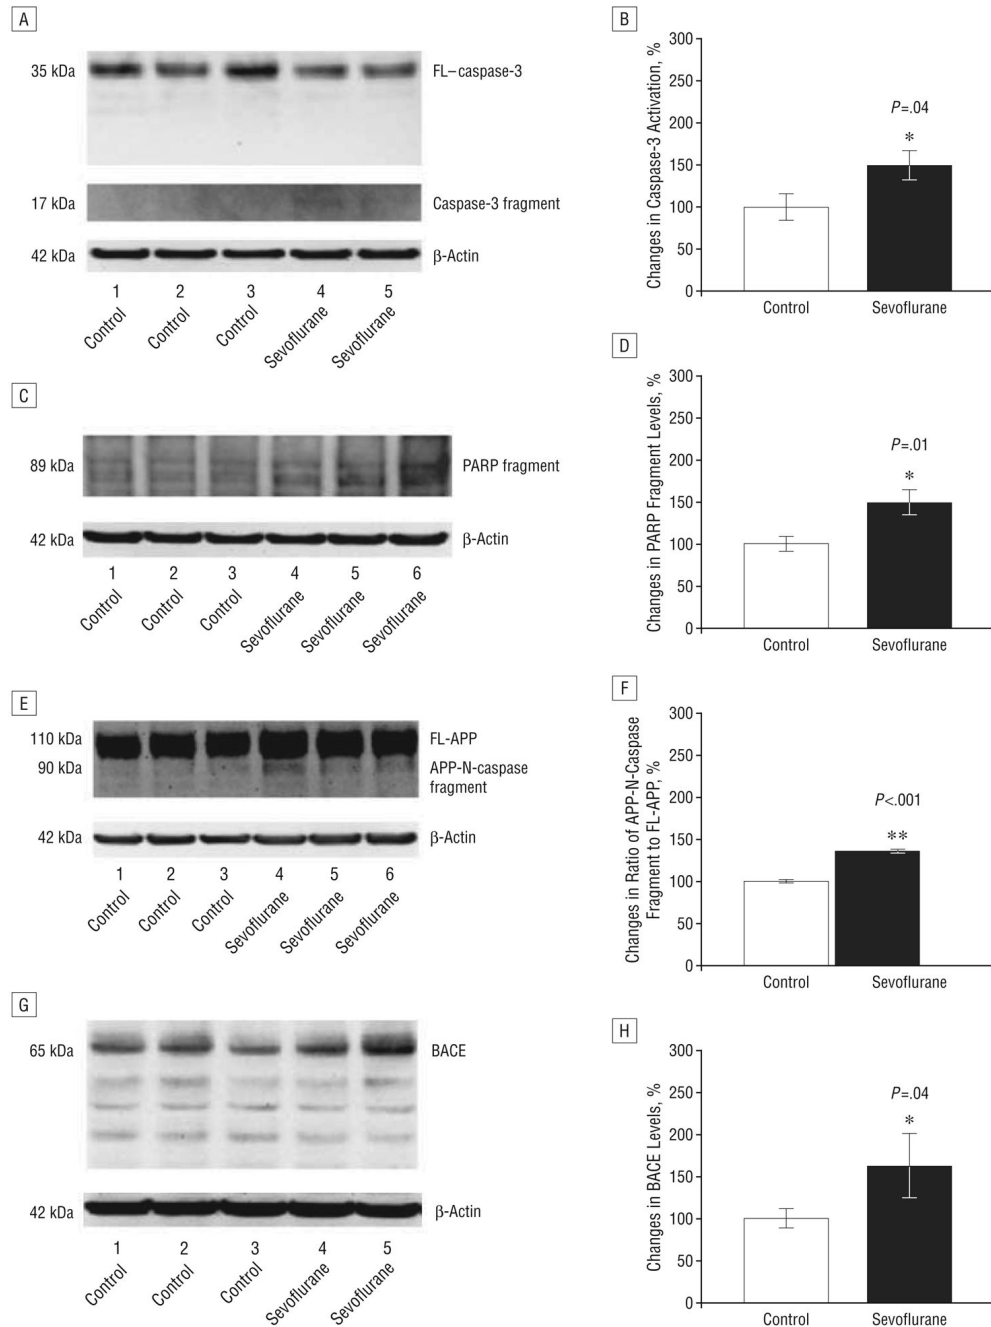 A
35 kDa
FL–caspase-3
17 kDa
Caspase-3 fragment
42 kDa
β-Actin
1 2 3 4 5
Control Control Control Sevoflurane Sevoflurane
B
Changes in Caspase-3 Activation, %
300
250
200
150
100
50
0
P=.04
*
Control Sevoflurane
C
89 kDa
PARP fragment
42 kDa
β-Actin
1 2 3 4 5 6
Control Control Control Sevoflurane Sevoflurane Sevoflurane
D
Changes in PARP Fragment Levels, %
300
250
200
150
100
50
0
P=.01
*
Control Sevoflurane
E
110 kDa
FL-APP
90 kDa
APP-N-caspase
fragment
42 kDa
β-Actin
1 2 3 4 5 6
Control Control Control Sevoflurane Sevoflurane Sevoflurane
F
Changes in Ratio of APP-N-Caspase
Fragment to FL-APP, %
300
250
200
150
100
50
0
P<.001
**
Control Sevoflurane
G
65 kDa
BACE
42 kDa
β-Actin
1 2 3 4 5
Control Control Control Sevoflurane Sevoflurane
H
Changes in BACE Levels, %
300
250
200
150
100
50
0
P=.04
*
Control Sevoflurane